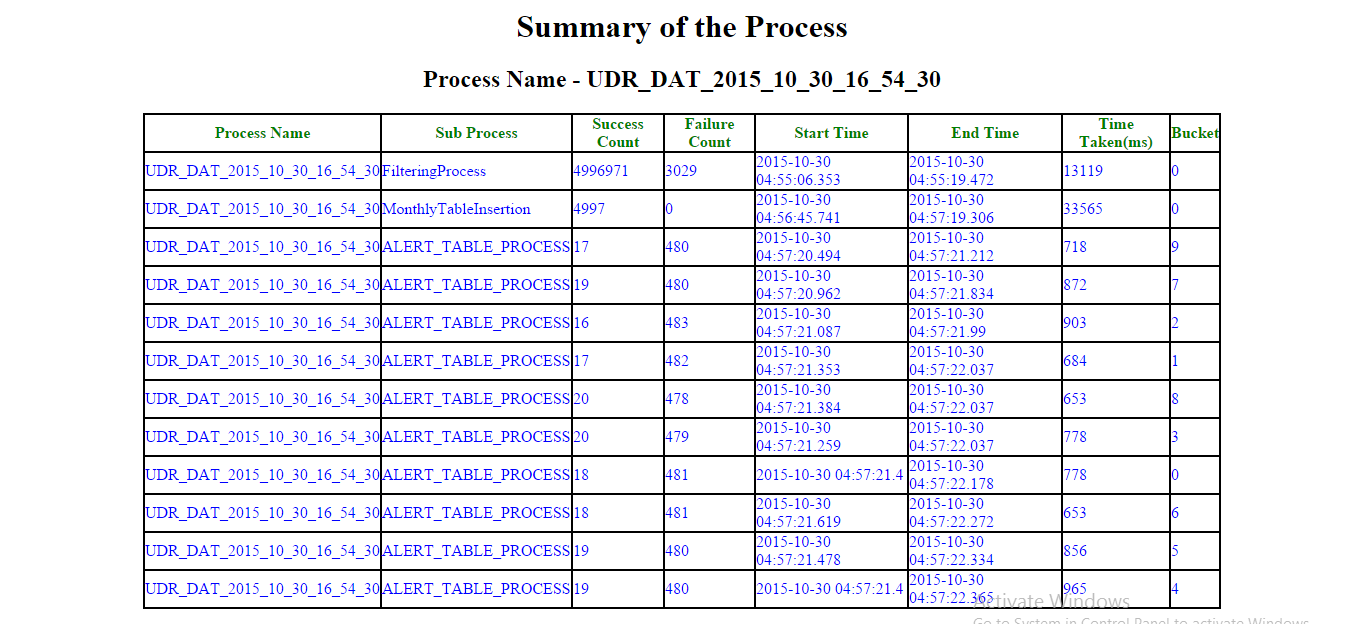 Summary of the Process
Process Name - UDR_DAT_2015_10_30_16_54_30
Process Name Sub Process Success Count Failure Count Start Time End Time Time Taken(ms) Bucket
UDR_DAT_2015_10_30_16_54_30 FilteringProcess 4996971 3029 2015-10-30 04:55:06.353 2015-10-30 04:55:19.472 13119 0
UDR_DAT_2015_10_30_16_54_30 MonthlyTableInsertion 4997 0 2015-10-30 04:56:45.741 2015-10-30 04:57:19.306 33565 0
UDR_DAT_2015_10_30_16_54_30 ALERT_TABLE_PROCESS 17 480 2015-10-30 04:57:20.494 2015-10-30 04:57:21.212 718 9
UDR_DAT_2015_10_30_16_54_30 ALERT_TABLE_PROCESS 19 480 2015-10-30 04:57:20.962 2015-10-30 04:57:21.834 872 7
UDR_DAT_2015_10_30_16_54_30 ALERT_TABLE_PROCESS 16 483 2015-10-30 04:57:21.087 2015-10-30 04:57:21.99 903 2
UDR_DAT_2015_10_30_16_54_30 ALERT_TABLE_PROCESS 17 482 2015-10-30 04:57:21.353 2015-10-30 04:57:22.037 684 1
UDR_DAT_2015_10_30_16_54_30 ALERT_TABLE_PROCESS 20 478 2015-10-30 04:57:21.384 2015-10-30 04:57:22.037 653 8
UDR_DAT_2015_10_30_16_54_30 ALERT_TABLE_PROCESS 20 479 2015-10-30 04:57:21.259 2015-10-30 04:57:22.037 778 3
UDR_DAT_2015_10_30_16_54_30 ALERT_TABLE_PROCESS 18 481 2015-10-30 04:57:21.4 2015-10-30 04:57:22.178 778 0
UDR_DAT_2015_10_30_16_54_30 ALERT_TABLE_PROCESS 18 481 2015-10-30 04:57:21.619 2015-10-30 04:57:22.272 653 6
UDR_DAT_2015_10_30_16_54_30 ALERT_TABLE_PROCESS 19 480 2015-10-30 04:57:21.478 2015-10-30 04:57:22.334 856 5
UDR_DAT_2015_10_30_16_54_30 ALERT_TABLE_PROCESS 19 480 2015-10-30 04:57:21.4 2015-10-30 04:57:22.365 965 4
Activate Windows
Go to System in Control Panel to activate Windows.